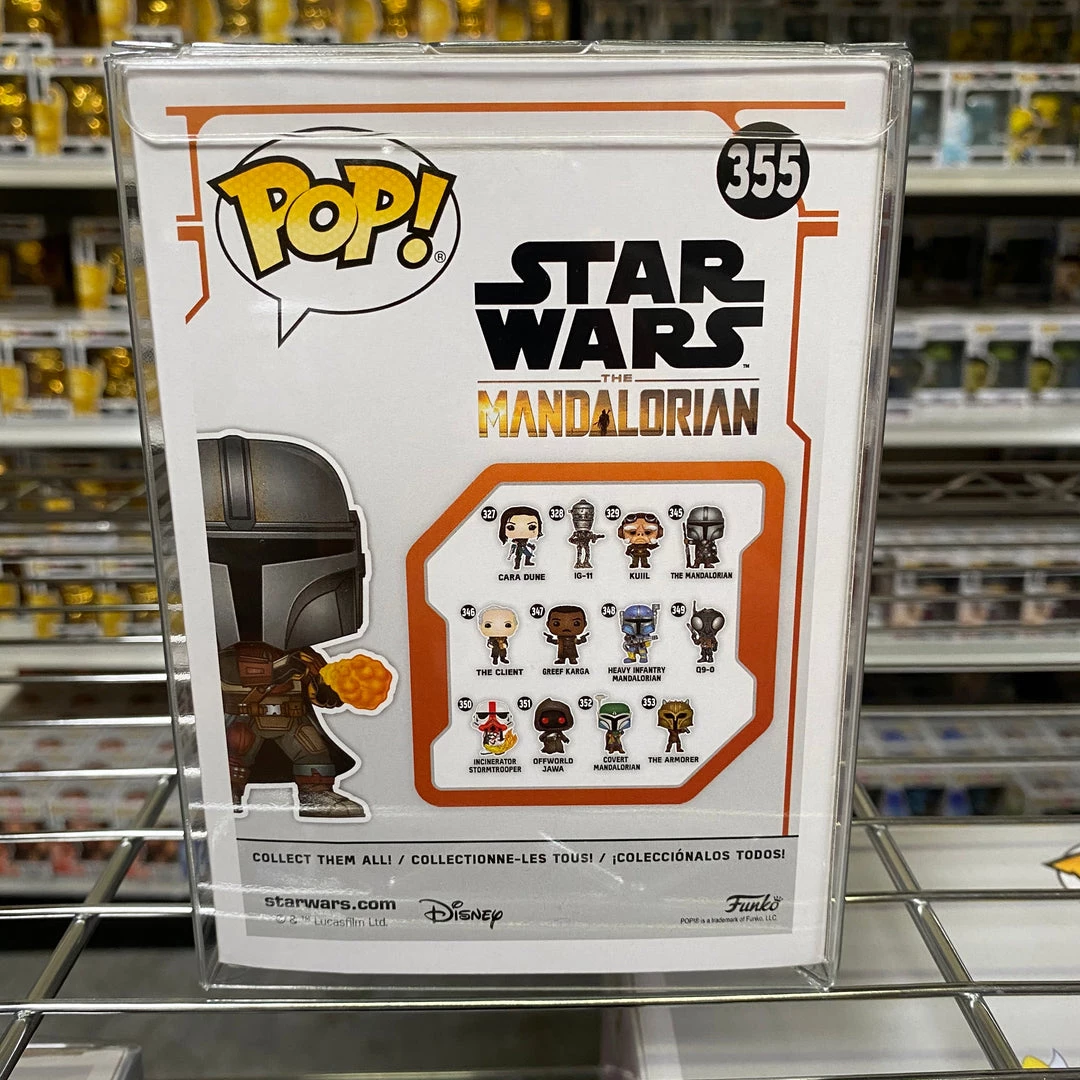 POP!®
355
STAR
WARS™
THE
MANDALORIAN
327 328 329 345
CARA DUNE IG-11 KUIIL THE MANDALORIAN
346 347 348 349
THE CLIENT GREEF KARGA HEAVY INFANTRY Q9-0
MANDALORIAN
350 351 352 353
INCINERATOR OFFWORLD COVERT THE ARMORER
STORMTROOPER JAWA MANDALORIAN
COLLECT THEM ALL! / COLLECTIONNE-LES TOUS! / ¡COLECCIÓNALOS TODOS!
starwars.com
© & ™ Lucasfilm Ltd.
Disney
Funko
POP!® is a trademark of Funko, LLC